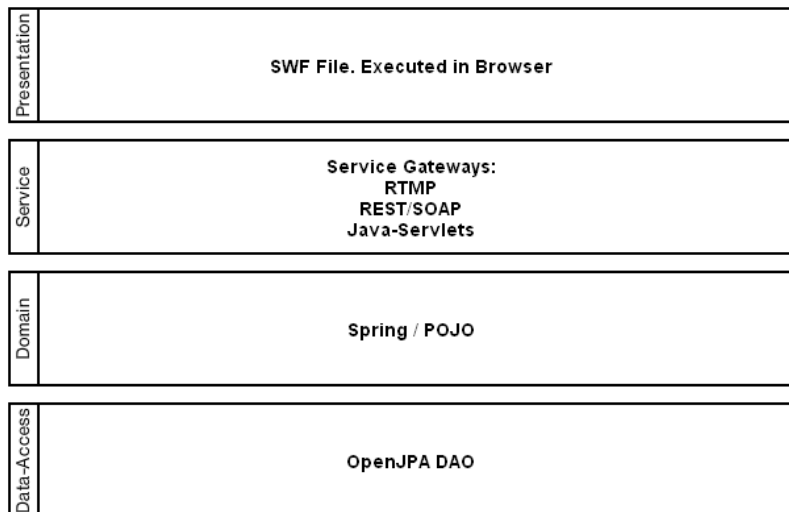 Presentation
SWF File. Executed in Browser
Service
Service Gateways:
RTMP
REST/SOAP
Java-Servlets
Domain
Spring / POJO
Data-Access
OpenJPA DAO